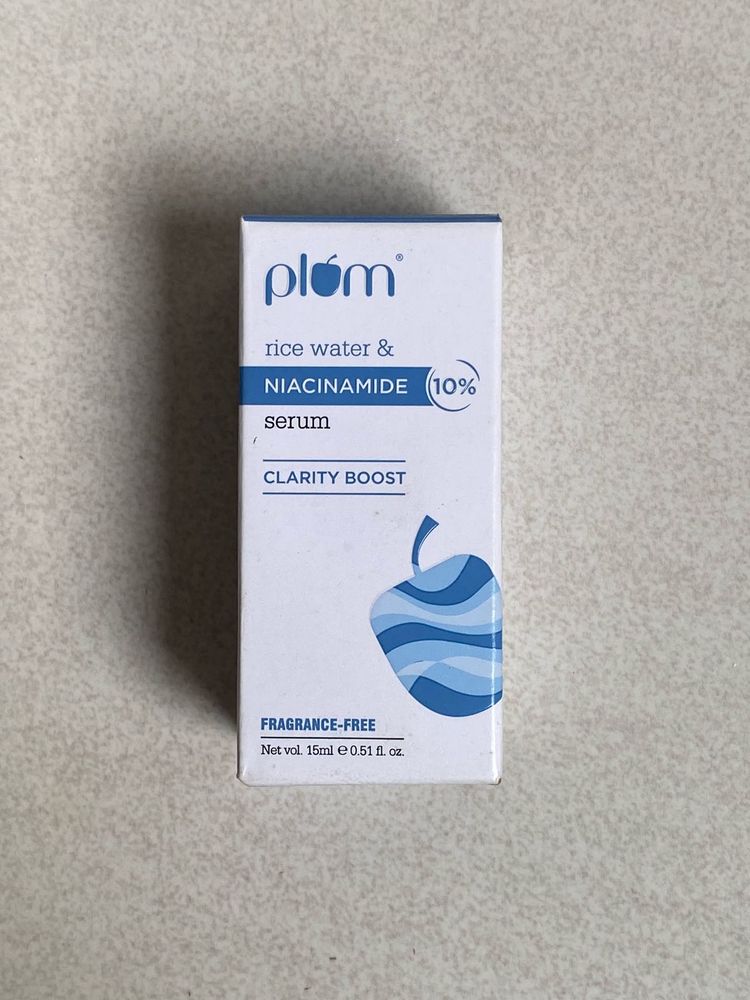 plum®
rice water &
NIACINAMIDE 10%
serum
CLARITY BOOST
FRAGRANCE-FREE
Net vol. 15ml ℮ 0.51 fl. oz.